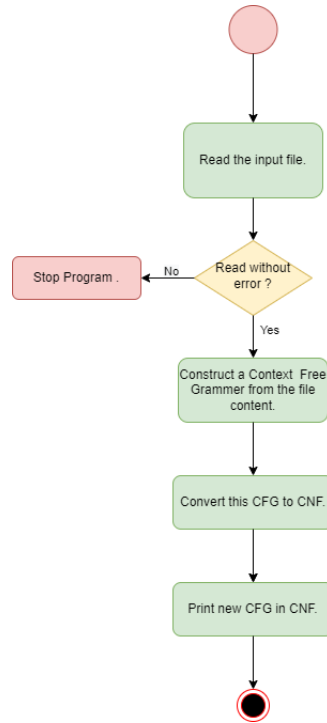 Read the input file.
Read without
error ?
No
Stop Program .
Yes
Construct a Context  Free
Grammer from the file
content.
Convert this CFG to CNF.
Print new CFG in CNF.